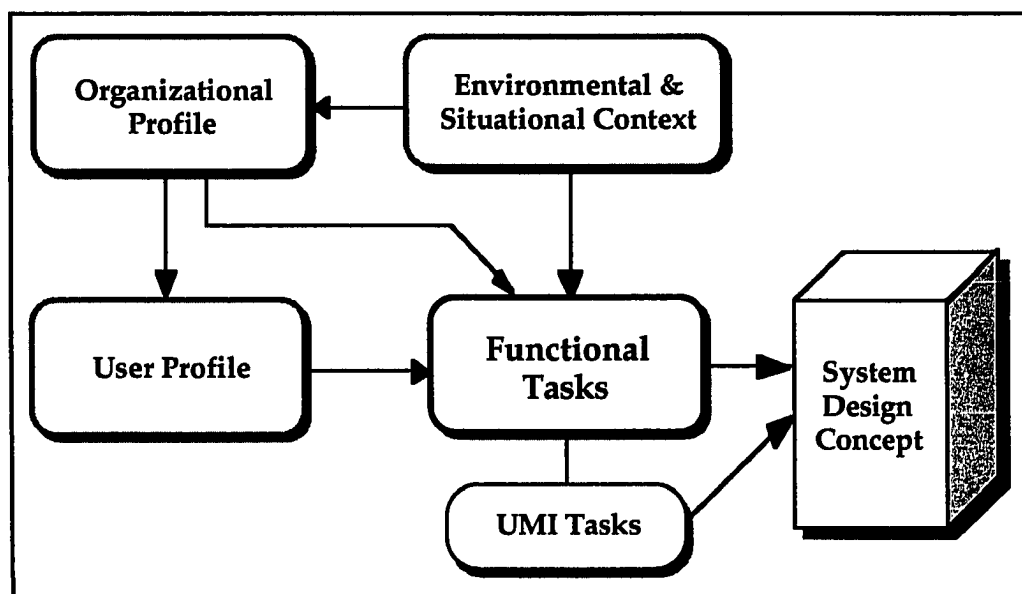 Organizational
Profile
Environmental &
Situational Context
User Profile
Functional
Tasks
System
Design
Concept
UMI Tasks